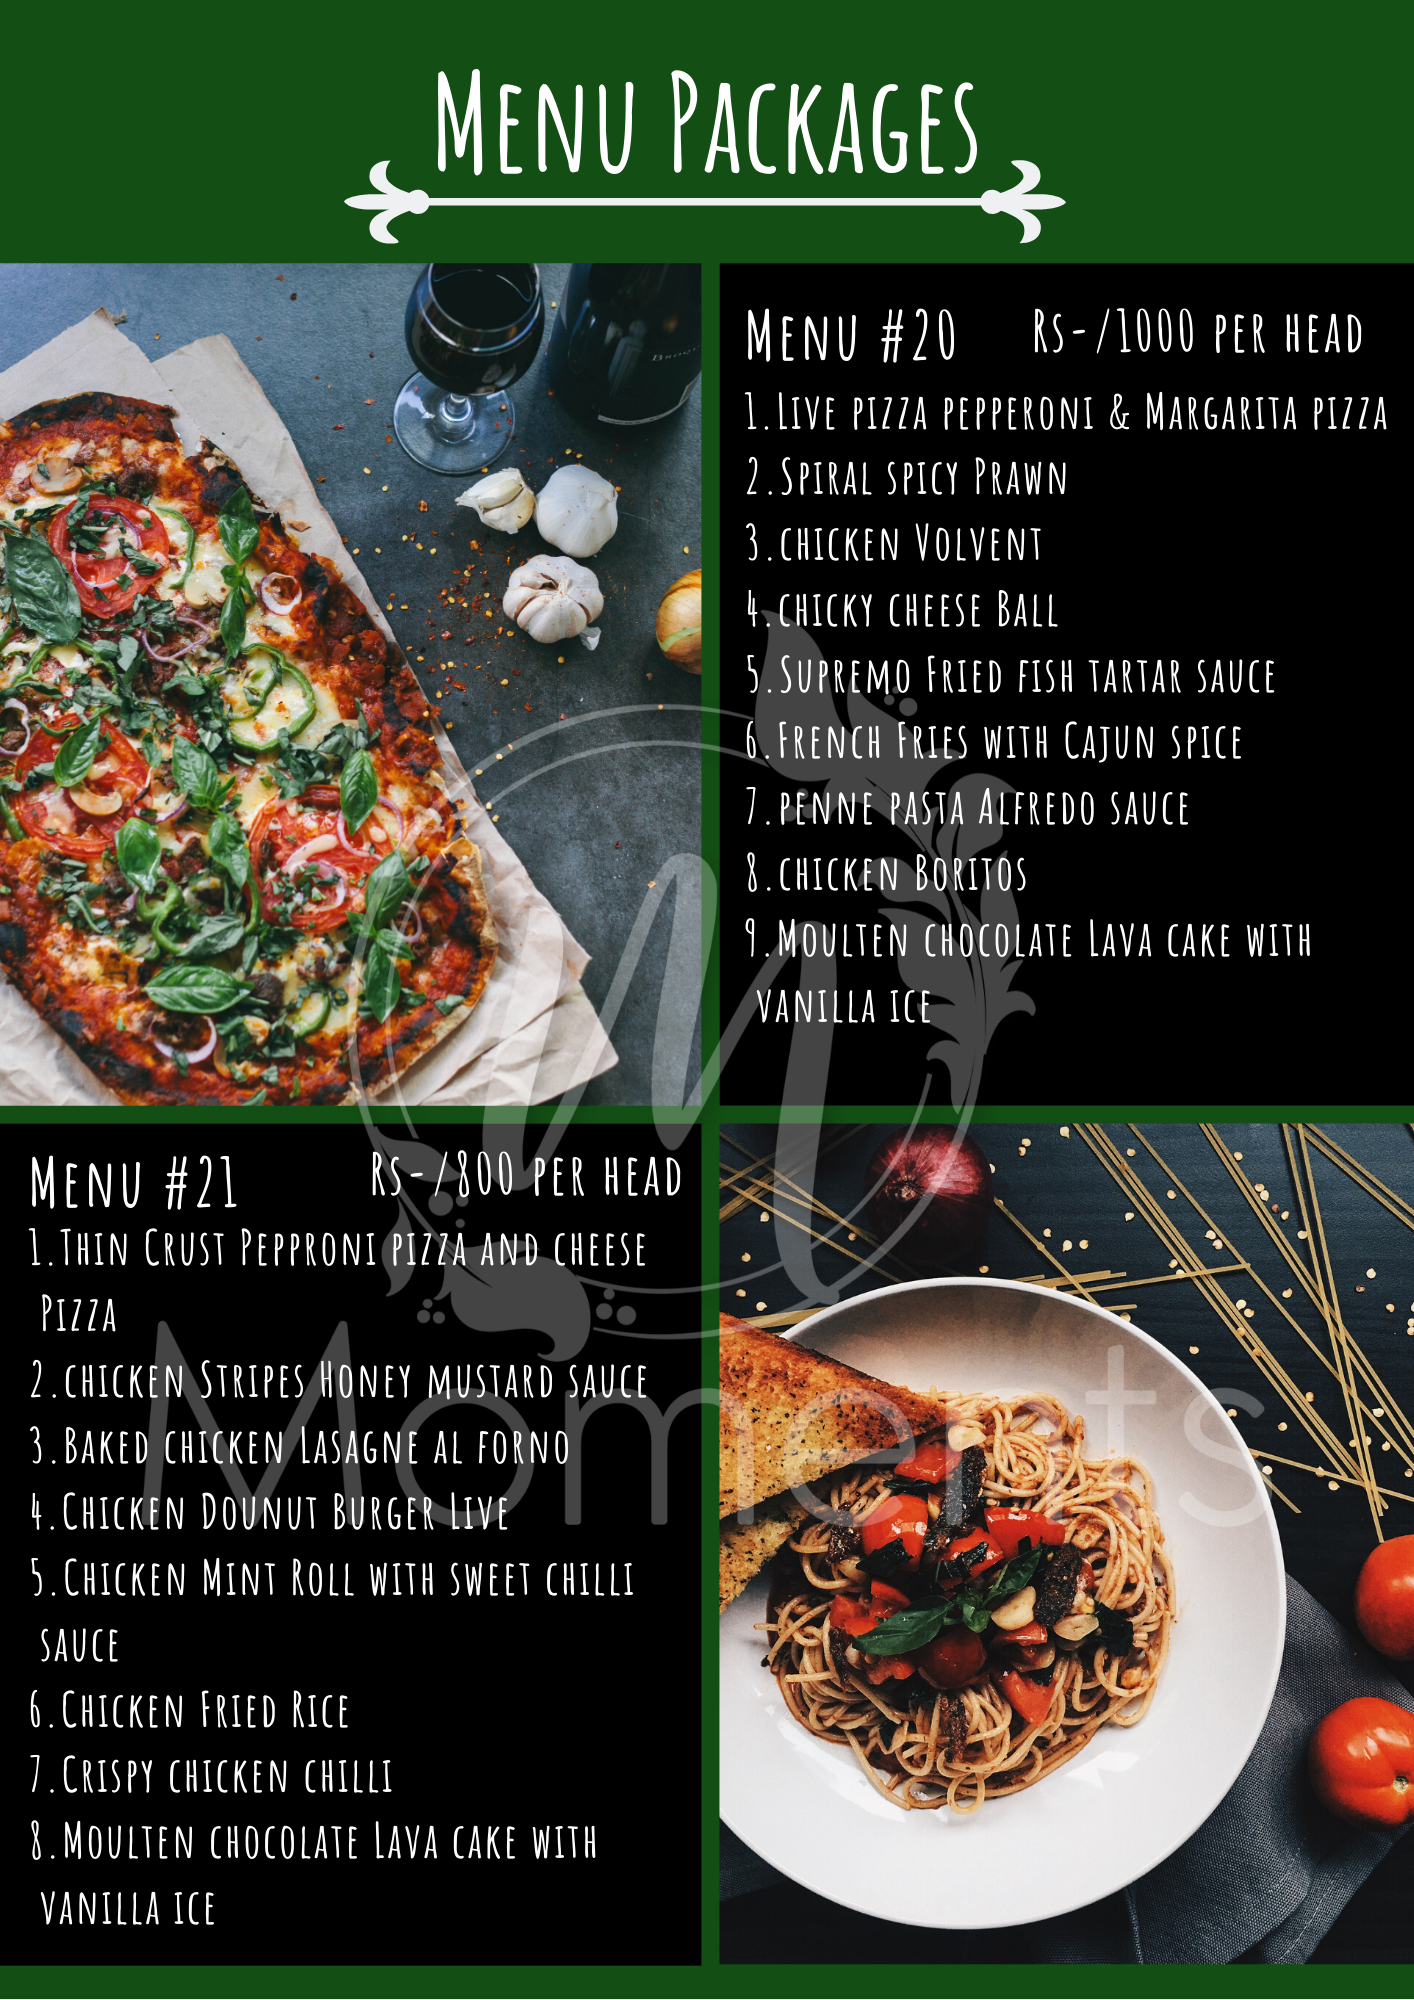 Menu Packages
Menu #20 Rs-/1000 per head
1.Live pizza pepperoni & Margarita pizza
2.Spiral spicy Prawn
3.chicken Volvent
4.chicky cheese Ball
5.Supremo Fried fish tartar sauce
6.French Fries with Cajun spice
7.penne pasta Alfredo sauce
8.chicken Boritos
9.Moulten chocolate Lava cake with
vanilla ice
Menu #21 Rs-/800 per head
1.Thin Crust Pepproni pizza and cheese
Pizza
2.chicken Stripes Honey mustard sauce
3.Baked chicken Lasagne al forno
4.Chicken Dounut Burger Live
5.Chicken Mint Roll with sweet chilli
sauce
6.Chicken Fried Rice
7.Crispy chicken chilli
8.Moulten chocolate Lava cake with
vanilla ice
M
Moments